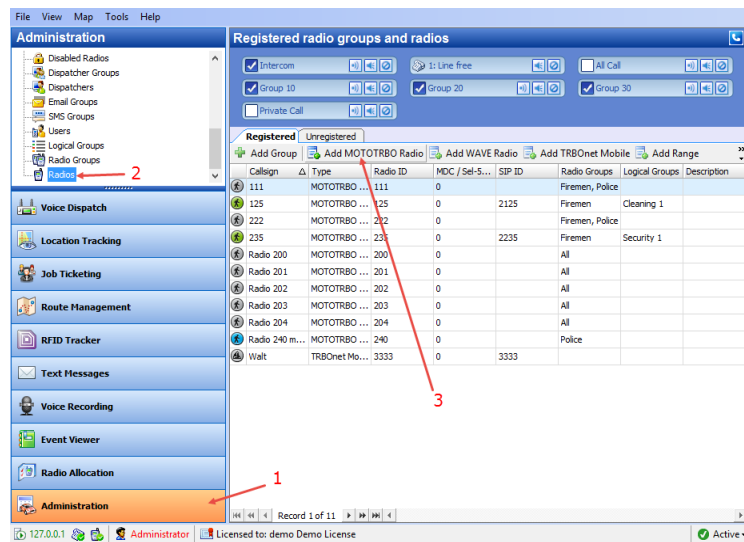 File View Map Tools Help
Administration
Registered radio groups and radios
Disabled Radios
Dispatcher Groups
Dispatchers
Email Groups
SMS Groups
Users
Logical Groups
Radio Groups
Radios
2
Intercom
1: Line free
All Call
Group 10
Group 20
Group 30
Private Call
Registered Unregistered
Add Group Add MOTOTRBO Radio Add WAVE Radio Add TRBOnet Mobile Add Range
Callsign Type Radio ID MDC / Sel-5... SIP ID Radio Groups Logical Groups Description
111 MOTOTRBO ... 111 0 Firemen, Police
125 MOTOTRBO ... 125 0 2125 Firemen Cleaning 1
222 MOTOTRBO ... 222 0 Firemen, Police
235 MOTOTRBO ... 235 0 2235 Firemen Security 1
Radio 200 MOTOTRBO ... 200 0 All
Radio 201 MOTOTRBO ... 201 0 All
Radio 202 MOTOTRBO ... 202 0 All
Radio 203 MOTOTRBO ... 203 0 All
Radio 204 MOTOTRBO ... 204 0 All
Radio 240 m... MOTOTRBO ... 240 0 Police
Walt TRBOnet Mo... 3333 0 3333
3
Voice Dispatch
Location Tracking
Job Ticketing
Route Management
RFID Tracker
Text Messages
Voice Recording
Event Viewer
Radio Allocation
Administration
1
Record 1 of 11
127.0.0.1 Administrator Licensed to: demo Demo License Active